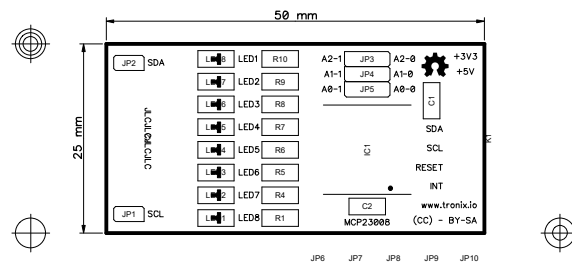 50 mm
25 mm
JP2 SDA
LED1 R10
LED2 R9
LED3 R8
LED4 R7
LED5 R6
LED6 R5
LED7 R4
LED8 R1
JP1 SCL
A2-1 JP3 A2-0
A1-1 JP4 A1-0
A0-1 JP5 A0-0
+3V3
+5V
C1
SDA
SCL
RESET
INT
K1
IC1
C2
MCP23008
www.tronix.io
(CC) - BY-SA
JP6 JP7 JP8 JP9 JP10